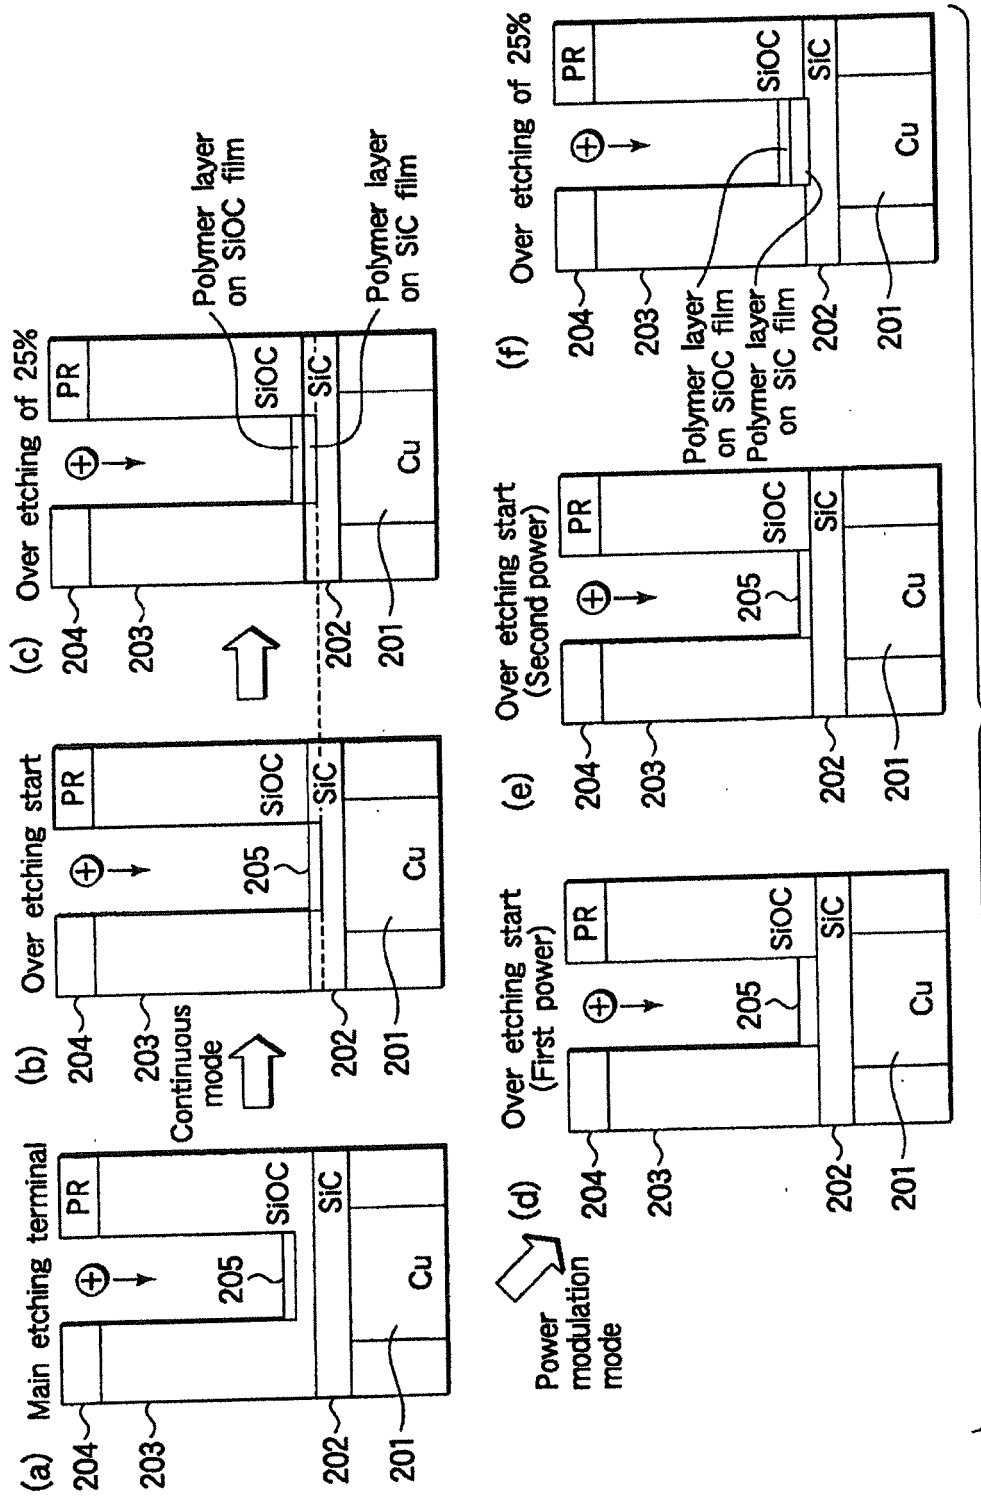 (a) Main etching terminal
204
203
202
201
PR
⊕
205
SiOC
SiC
Cu
Continuous
mode
(b) Over etching start
204
203
202
201
PR
⊕
205
SiOC
SiC
Cu
(c) Over etching of 25%
204
203
202
201
PR
⊕
SiOC
SiC
Cu
Polymer layer
on SiOC film
Polymer layer
on SiC film
Power
modulation
mode
(d) Over etching start
(First power)
204
203
202
201
PR
⊕
205
SiOC
SiC
Cu
(e) Over etching start
(Second power)
204
203
202
201
PR
⊕
205
SiOC
SiC
Cu
(f) Over etching of 25%
204
203
Polymer layer
on SiOC film
Polymer layer
on SiC film
202
201
PR
⊕
SiOC
SiC
Cu